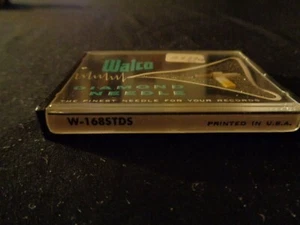 Walco
DIAMOND
NEEDLE
THE FINEST NEEDLE FOR YOUR RECORDS
W-168STDS
PRINTED IN U.S.A.